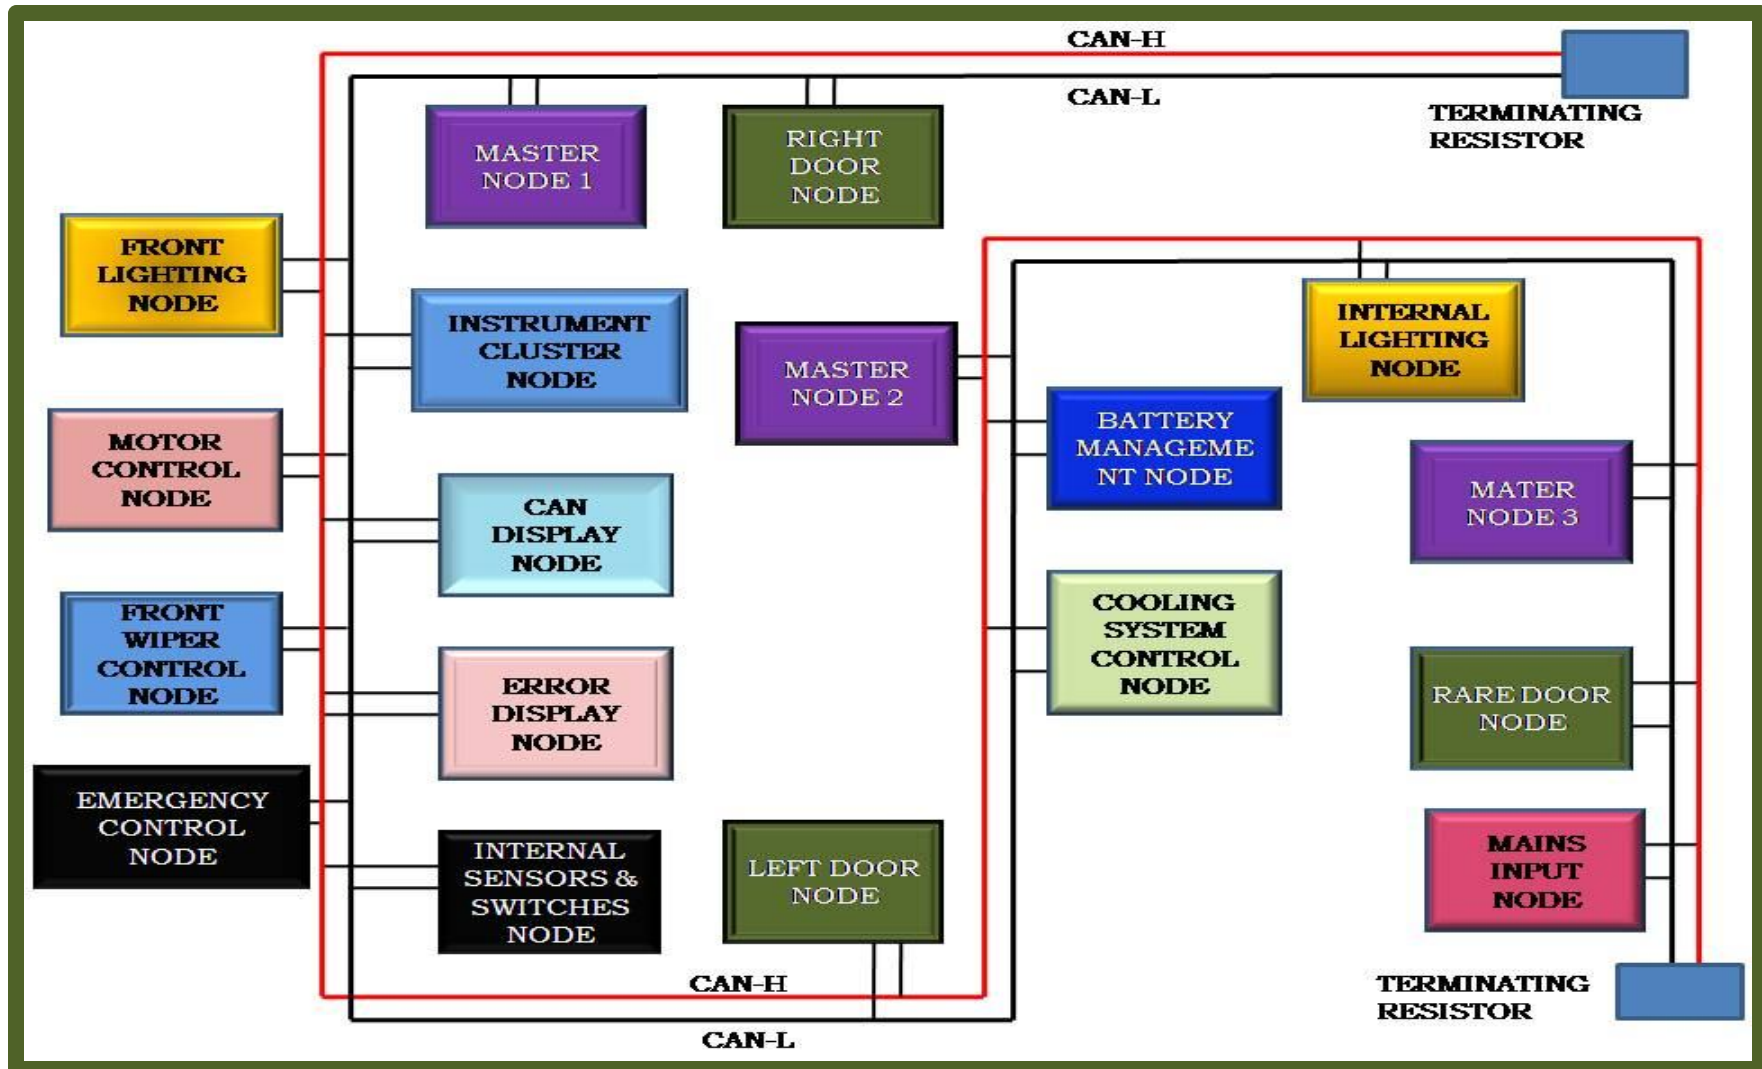 CAN-H
CAN-L
TERMINATING
RESISTOR
MASTER
NODE 1
RIGHT
DOOR
NODE
FRONT
LIGHTING
NODE
INSTRUMENT
CLUSTER
NODE
MASTER
NODE 2
INTERNAL
LIGHTING
NODE
MOTOR
CONTROL
NODE
BATTERY
MANAGEME
NT NODE
MATER
NODE 3
CAN
DISPLAY
NODE
FRONT
WIPER
CONTROL
NODE
COOLING
SYSTEM
CONTROL
NODE
ERROR
DISPLAY
NODE
RARE DOOR
NODE
EMERGENCY
CONTROL
NODE
INTERNAL
SENSORS &
SWITCHES
NODE
LEFT DOOR
NODE
MAINS
INPUT
NODE
CAN-H
CAN-L
TERMINATING
RESISTOR